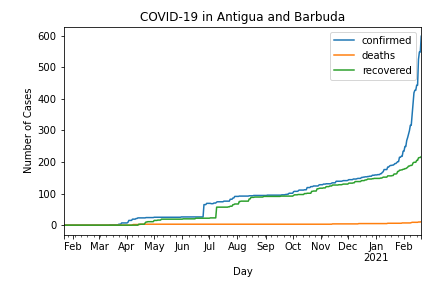 COVID-19 in Antigua and Barbuda
confirmed
deaths
recovered
Number of Cases
600
500
400
300
200
100
0
Feb Mar Apr May Jun Jul Aug Sep Oct Nov Dec Jan Feb
2021
Day